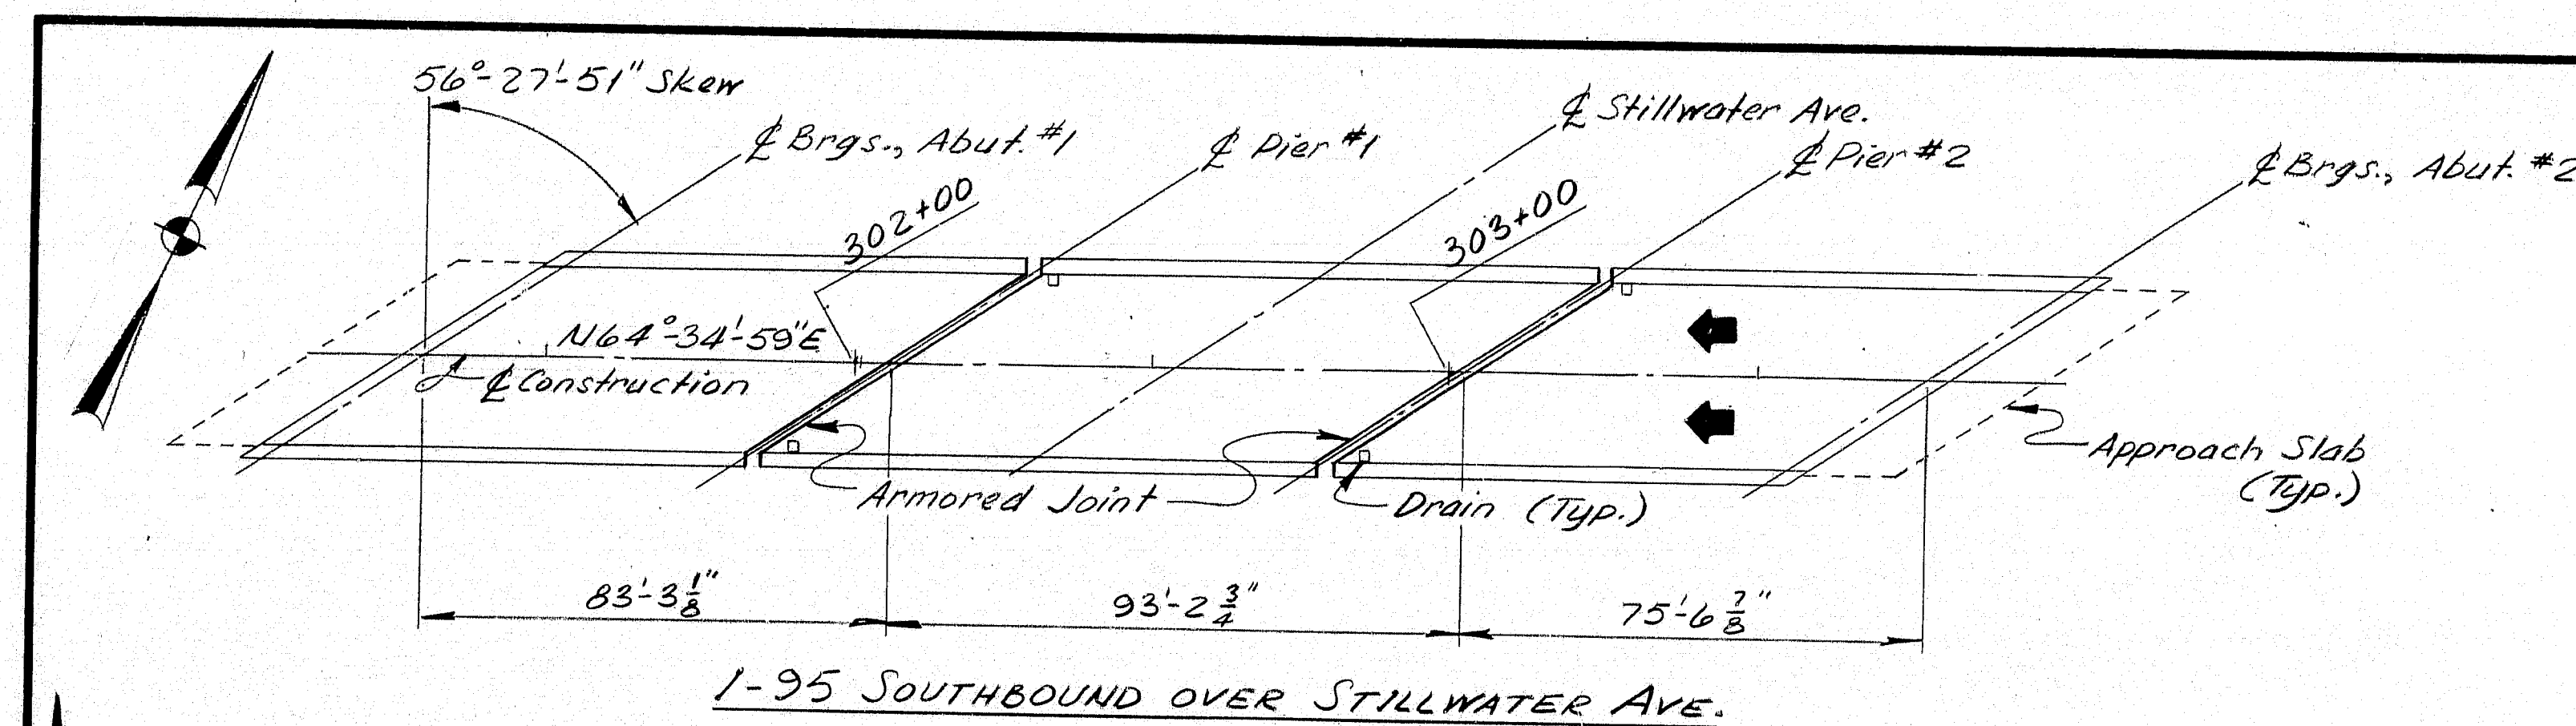 56°-27'-51" Skew
℄ Brgs., Abut. #1
℄ Pier #1
℄ Stillwater Ave.
℄ Pier #2
℄ Brgs., Abut. #2
302+00
303+00
N64°-34'-59"E
℄ Construction
Armored Joint
Drain (Typ.)
Approach Slab
(Typ.)
83'-3 1/8"
93'-2 3/4"
75'-6 7/8"
I-95 SOUTHBOUND OVER STILLWATER AVE.